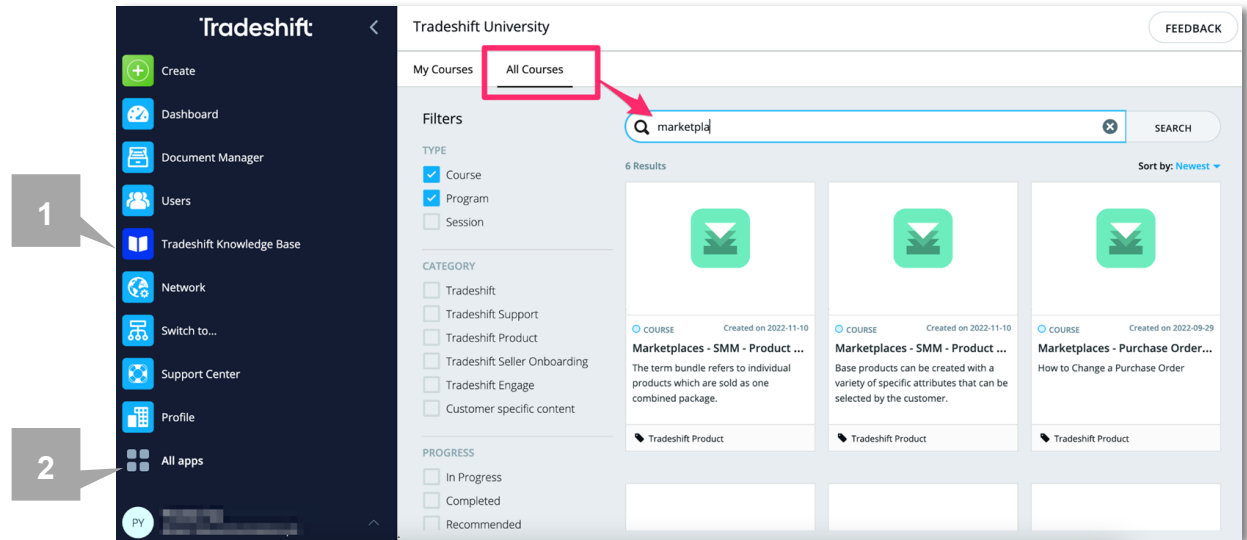 Tradeshift
Create
Dashboard
Document Manager
1
Users
Tradeshift Knowledge Base
Network
Switch to...
Support Center
Profile
2
All apps
PY
Tradeshift University
FEEDBACK
My Courses
All Courses
Filters
TYPE
Course
Program
Session
CATEGORY
Tradeshift
Tradeshift Support
Tradeshift Product
Tradeshift Seller Onboarding
Tradeshift Engage
Customer specific content
PROGRESS
In Progress
Completed
Recommended
marketpla
SEARCH
6 Results
Sort by: Newest
COURSE Created on 2022-11-10
Marketplaces - SMM - Product ...
The term bundle refers to individual
products which are sold as one
combined package.
Tradeshift Product
COURSE Created on 2022-11-10
Marketplaces - SMM - Product ...
Base products can be created with a
variety of specific attributes that can be
selected by the customer.
Tradeshift Product
COURSE Created on 2022-09-29
Marketplaces - Purchase Order...
How to Change a Purchase Order
Tradeshift Product